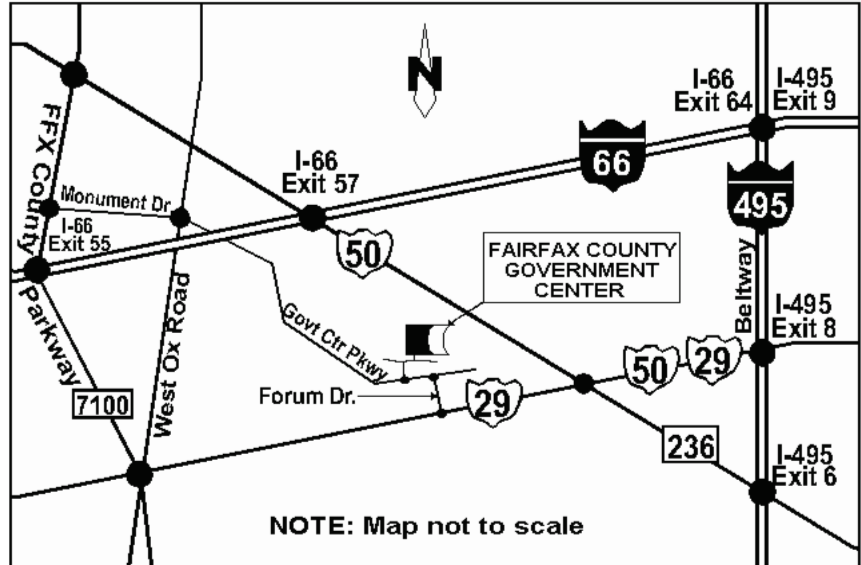 N
I-66
Exit 64
I-495
Exit 9
FFX County
Parkway
I-66
Exit 57
66
495
Monument Dr
I-66
Exit 55
50
FAIRFAX COUNTY
GOVERNMENT
CENTER
Beltway
I-495
Exit 8
West Ox Road
Govt Ctr Pkwy
50
29
Forum Dr.
29
7100
236
I-495
Exit 6
NOTE: Map not to scale